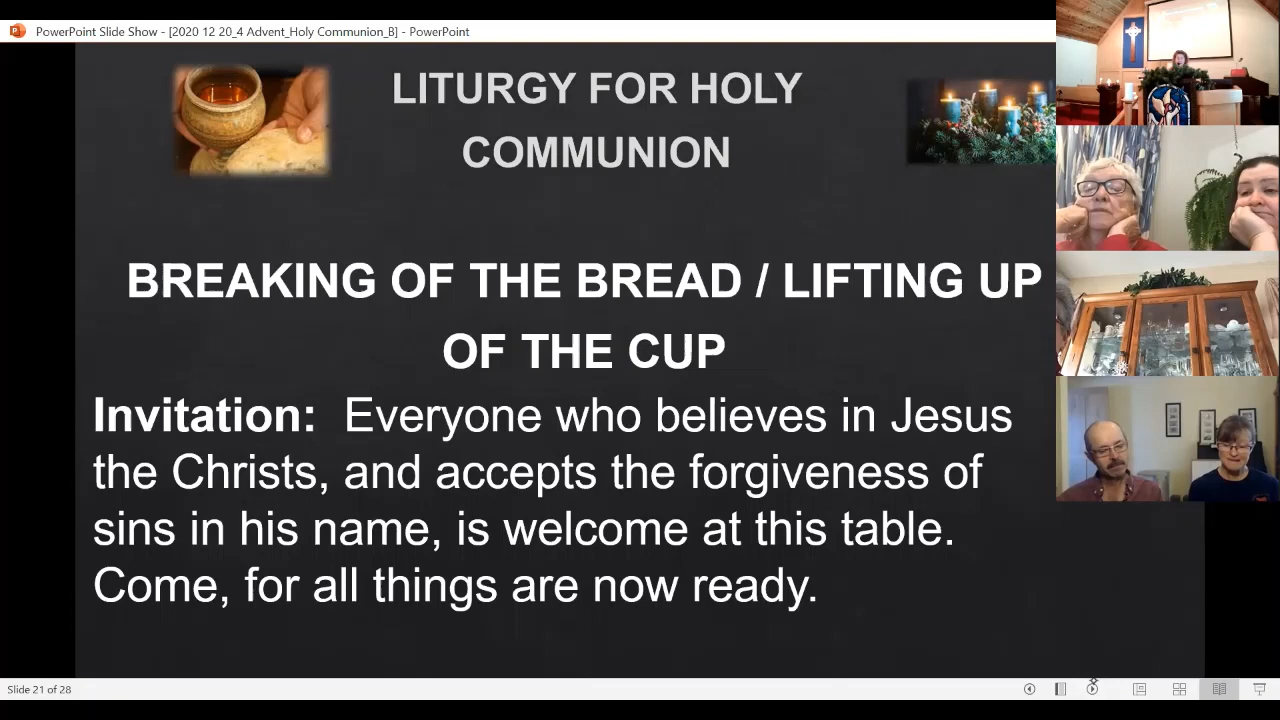 PowerPoint Slide Show - [2020 12 20_4 Advent_Holy Communion_B] - PowerPoint
LITURGY FOR HOLY
COMMUNION
BREAKING OF THE BREAD / LIFTING UP
OF THE CUP
Invitation: Everyone who believes in Jesus
the Christs, and accepts the forgiveness of
sins in his name, is welcome at this table.
Come, for all things are now ready.
Slide 21 of 28